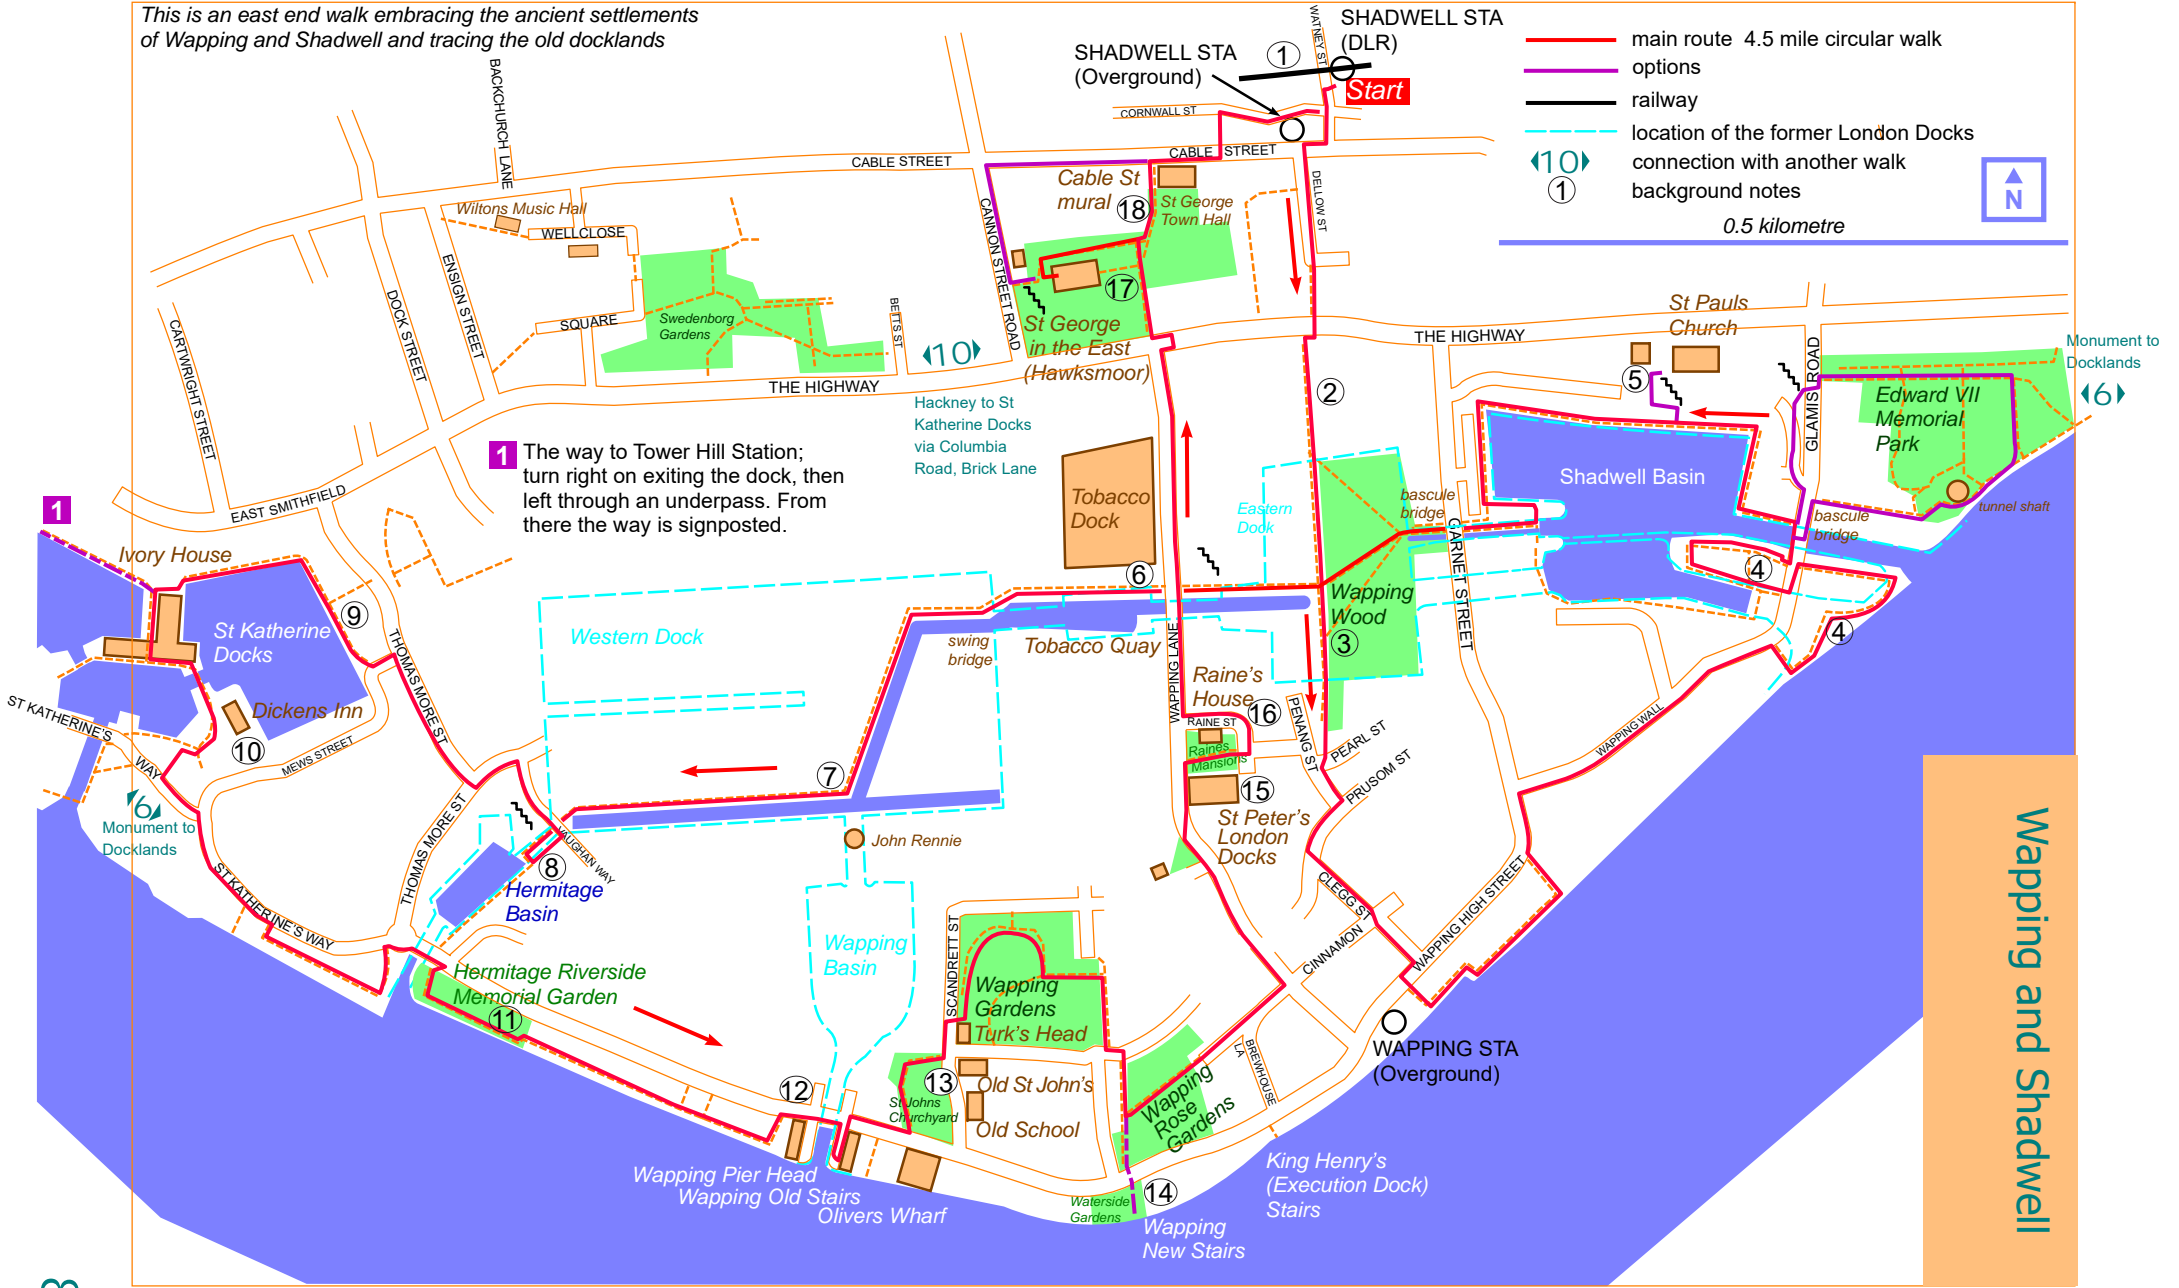 This is an east end walk embracing the ancient settlements
of Wapping and Shadwell and tracing the old docklands
SHADWELL STA
(Overground)
1
WATNEY ST
SHADWELL STA
(DLR)
Start
main route 4.5 mile circular walk
options
railway
location of the former London Docks
10
connection with another walk
1
background notes
N
0.5 kilometre
BACKCHURCH LANE
CORNWALL ST
CABLE STREET
CABLE STREET
Cable St
mural
18
St George
Town Hall
DELLOW ST
Wiltons Music Hall
WELLCLOSE
SQUARE
ENSIGN STREET
DOCK STREET
CARTWRIGHT STREET
Swedenborg
Gardens
BETTS ST
CANNON STREET ROAD
17
St George
in the East
(Hawksmoor)
10
Hackney to St
Katherine Docks
via Columbia
Road, Brick Lane
THE HIGHWAY
THE HIGHWAY
2
St Pauls
Church
5
GLAMIS ROAD
Edward VII
Memorial
Park
Monument to
Docklands
6
tunnel shaft
1
The way to Tower Hill Station;
turn right on exiting the dock, then
left through an underpass. From
there the way is signposted.
EAST SMITHFIELD
1
Ivory House
St Katherine
Docks
9
Dickens Inn
10
MEWS STREET
THOMAS MORE ST
THOMAS MORE ST
ST KATHERINE'S
WAY
6
Monument to
Docklands
ST KATHERINE'S WAY
Tobacco
Dock
6
Eastern
Dock
bascule
bridge
Shadwell Basin
bascule
bridge
4
4
GARNET STREET
Wapping
Wood
3
Western Dock
swing
bridge
Tobacco Quay
WAPPING LANE
Raine's
House
16
RAINE ST
Raines
Mansions
PENANG ST
PEARL ST
PRUSOM ST
15
St Peter's
London
Docks
WAPPING WALL
7
John Rennie
8
VAUGHAN WAY
Hermitage
Basin
CLEGG ST
CINNAMON
WAPPING HIGH STREET
Wapping
Basin
SCANDRETT ST
Wapping
Gardens
Turk's Head
Hermitage Riverside
Memorial Garden
11
12
13
St Johns
Churchyard
Old St John's
Old School
Wapping
Rose
Gardens
BREWHOUSE
LA
WAPPING STA
(Overground)
Wapping Pier Head
Wapping Old Stairs
Olivers Wharf
Waterside
Gardens
14
Wapping
New Stairs
King Henry's
(Execution Dock)
Stairs
Wapping and Shadwell